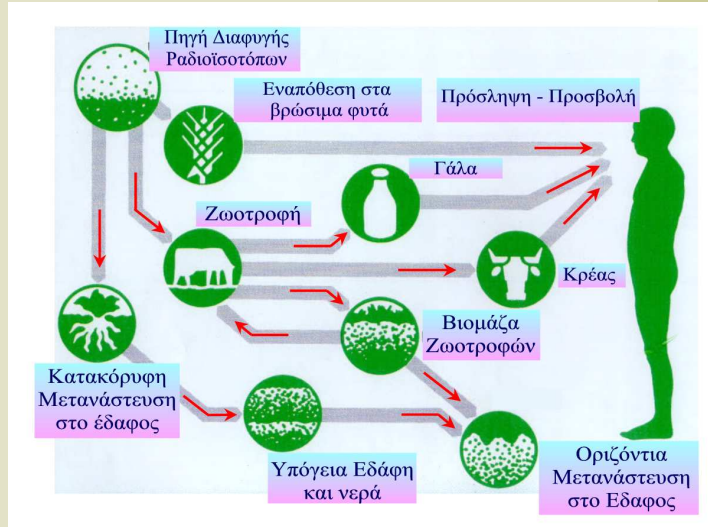 Πηγή Διαφυγής
Ραδιοϊσοτόπων
Εναπόθεση στα
βρώσιμα φυτά
Πρόσληψη - Προσβολή
Γάλα
Ζωοτροφή
Κρέας
Βιομάζα
Ζωοτροφών
Κατακόρυφη
Μετανάστευση
στο έδαφος
Υπόγεια Εδάφη
και νερά
Οριζόντια
Μετανάστευση
στο Εδαφος